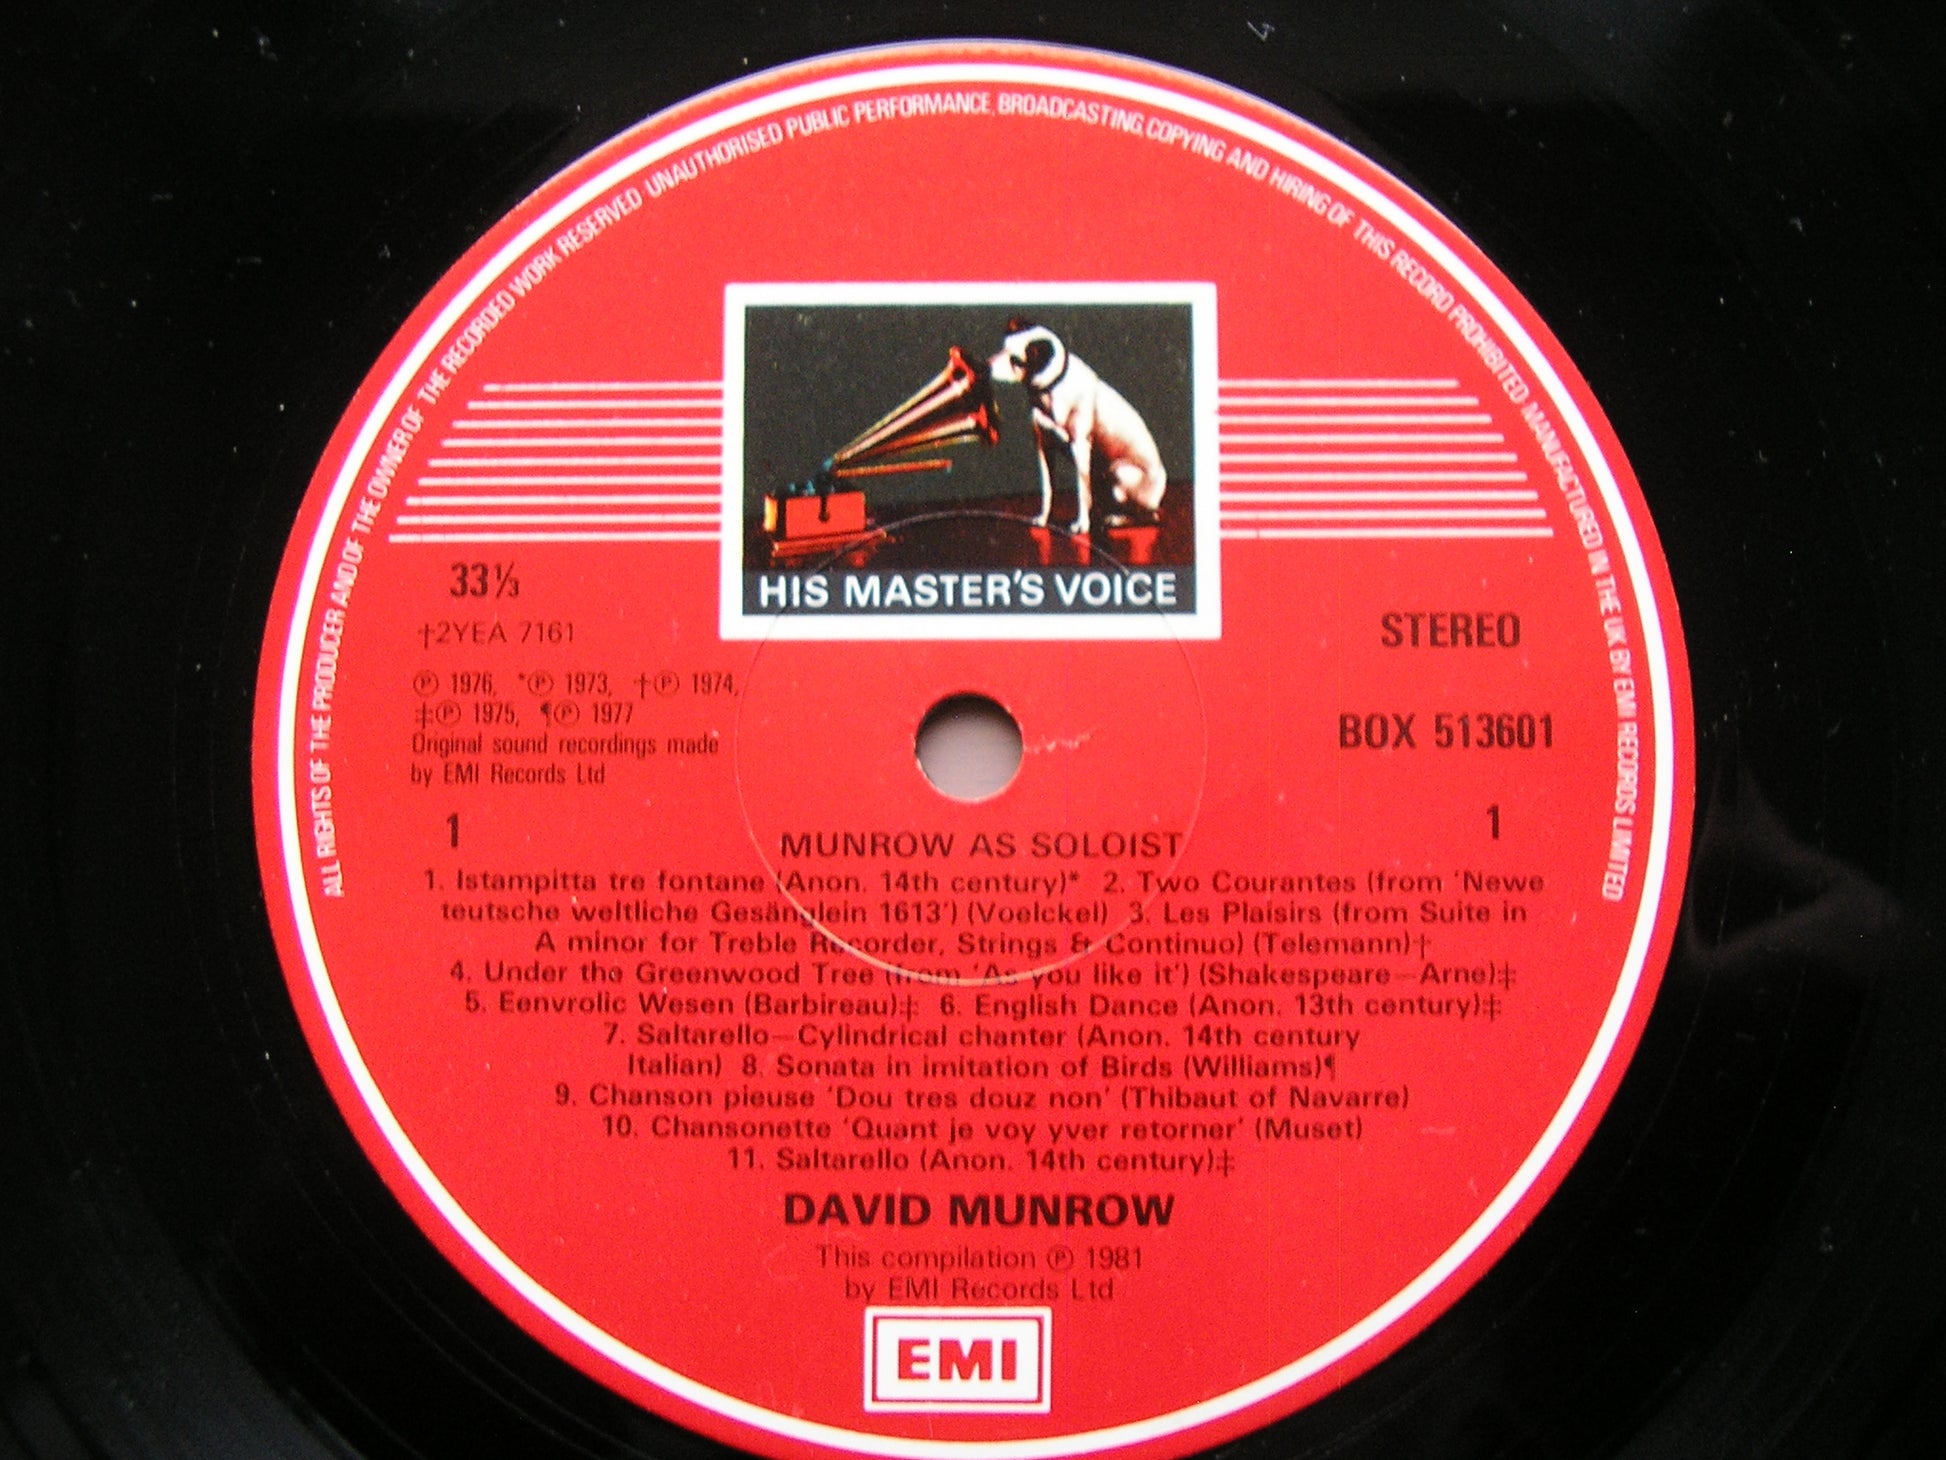 ALL RIGHTS OF THE PRODUCER AND OF THE OWNER OF THE RECORDED WORK RESERVED UNAUTHORISED PUBLIC PERFORMANCE, BROADCASTING, COPYING AND HIRING OF THIS RECORD PROHIBITED. MANUFACTURED IN THE UK BY EMI RECORDS LIMITED
HIS MASTER'S VOICE
33⅓
†2YEA 7161
STEREO
℗ 1976, *℗ 1973, †℗ 1974,
‡℗ 1975, ¶℗ 1977
Original sound recordings made
by EMI Records Ltd
BOX 513601
1
1
MUNROW AS SOLOIST
1. Istampitta tre fontane (Anon. 14th century)* 2. Two Courantes (from 'Newe
teutsche weltliche Gesänglein 1613') (Voelckel) 3. Les Plaisirs (from Suite in
A minor for Treble Recorder, Strings & Continuo) (Telemann)†
4. Under the Greenwood Tree (from 'As you like it') (Shakespeare—Arne)‡
5. Eenvrolic Wesen (Barbireau)‡ 6. English Dance (Anon. 13th century)‡
7. Saltarello—Cylindrical chanter (Anon. 14th century
Italian) 8. Sonata in imitation of Birds (Williams)¶
9. Chanson pieuse 'Dou tres douz non' (Thibaut of Navarre)
10. Chansonette 'Quant je voy yver retorner' (Muset)
11. Saltarello (Anon. 14th century)‡
DAVID MUNROW
This compilation ℗ 1981
by EMI Records Ltd
EMI